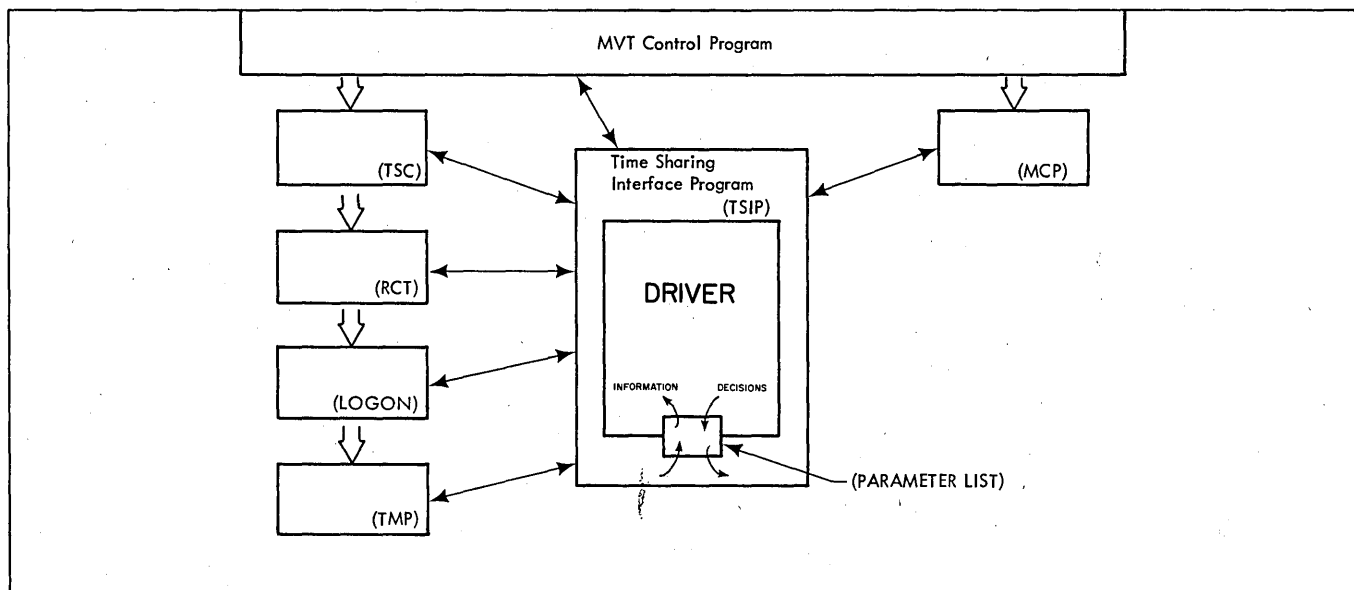 MVT Control Program
(TSC)
Time Sharing
Interface Program
(TSIP)
(MCP)
(RCT)
DRIVER
INFORMATION
DECISIONS
(LOGON)
(PARAMETER LIST)
(TMP)